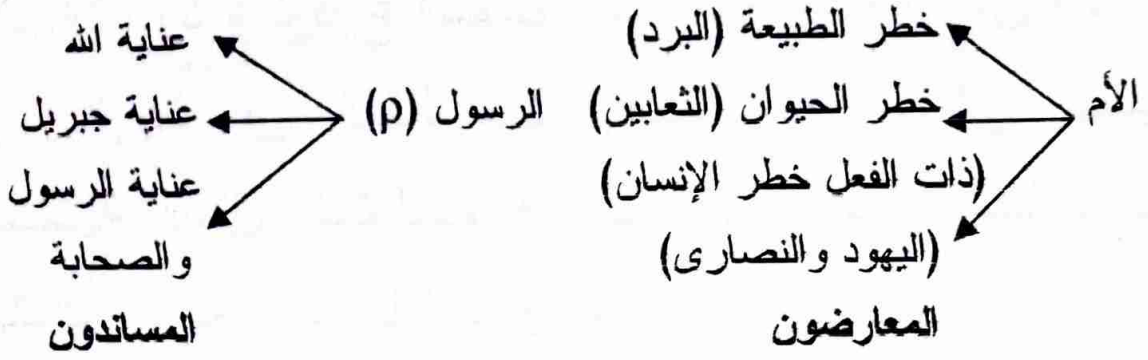 خطر الطبيعة (البرد)
عناية الله
الأم
خطر الحيوان (الثعابين)
الرسول (ρ)
عناية جبريل
(ذات الفعل خطر الإنسان
عناية الرسول
(اليهود والنصارى)
والصحابة
المعارضون
المساندون